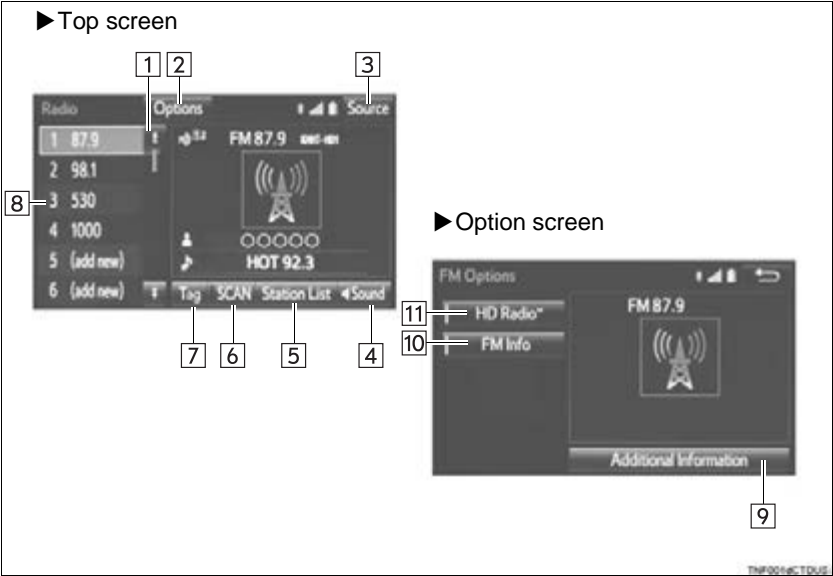 ▶Top screen
1 2 3
Radio Options Source
1 87.9
FM 87.9
2 98.1
8 3 530
4 1000
5 (add new) ○○○○○
HOT 92.3
6 (add new) Tag SCAN Station List ◀Sound
7 6 5 4
▶Option screen
FM Options
11 HD Radio™ FM 87.9
10 FM Info
Additional Information
9